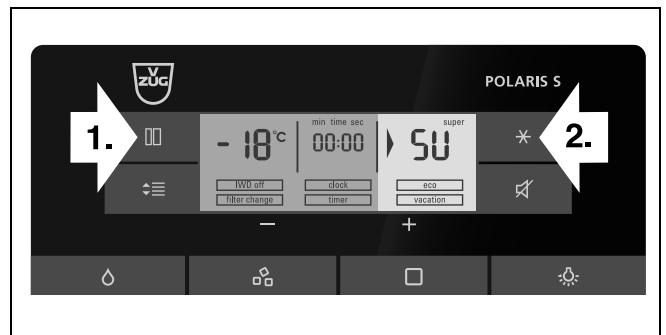 V
ZUG
POLARIS S
1.
2.
min time sec
super
-18°C
00:00
SU
IWD off
clock
eco
filter change
timer
vacation